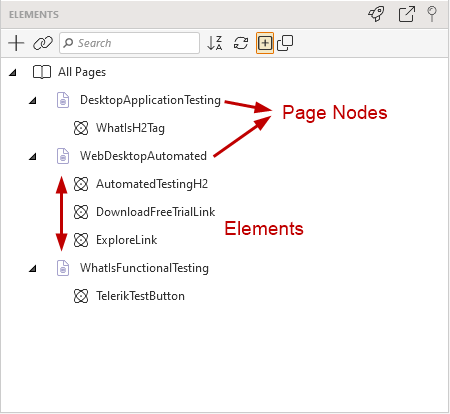 ELEMENTS
Search
All Pages
DesktopApplicationTesting
Page Nodes
WhatIsH2Tag
WebDesktopAutomated
AutomatedTestingH2
DownloadFreeTrialLink
Elements
ExploreLink
WhatIsFunctionalTesting
TelerikTestButton